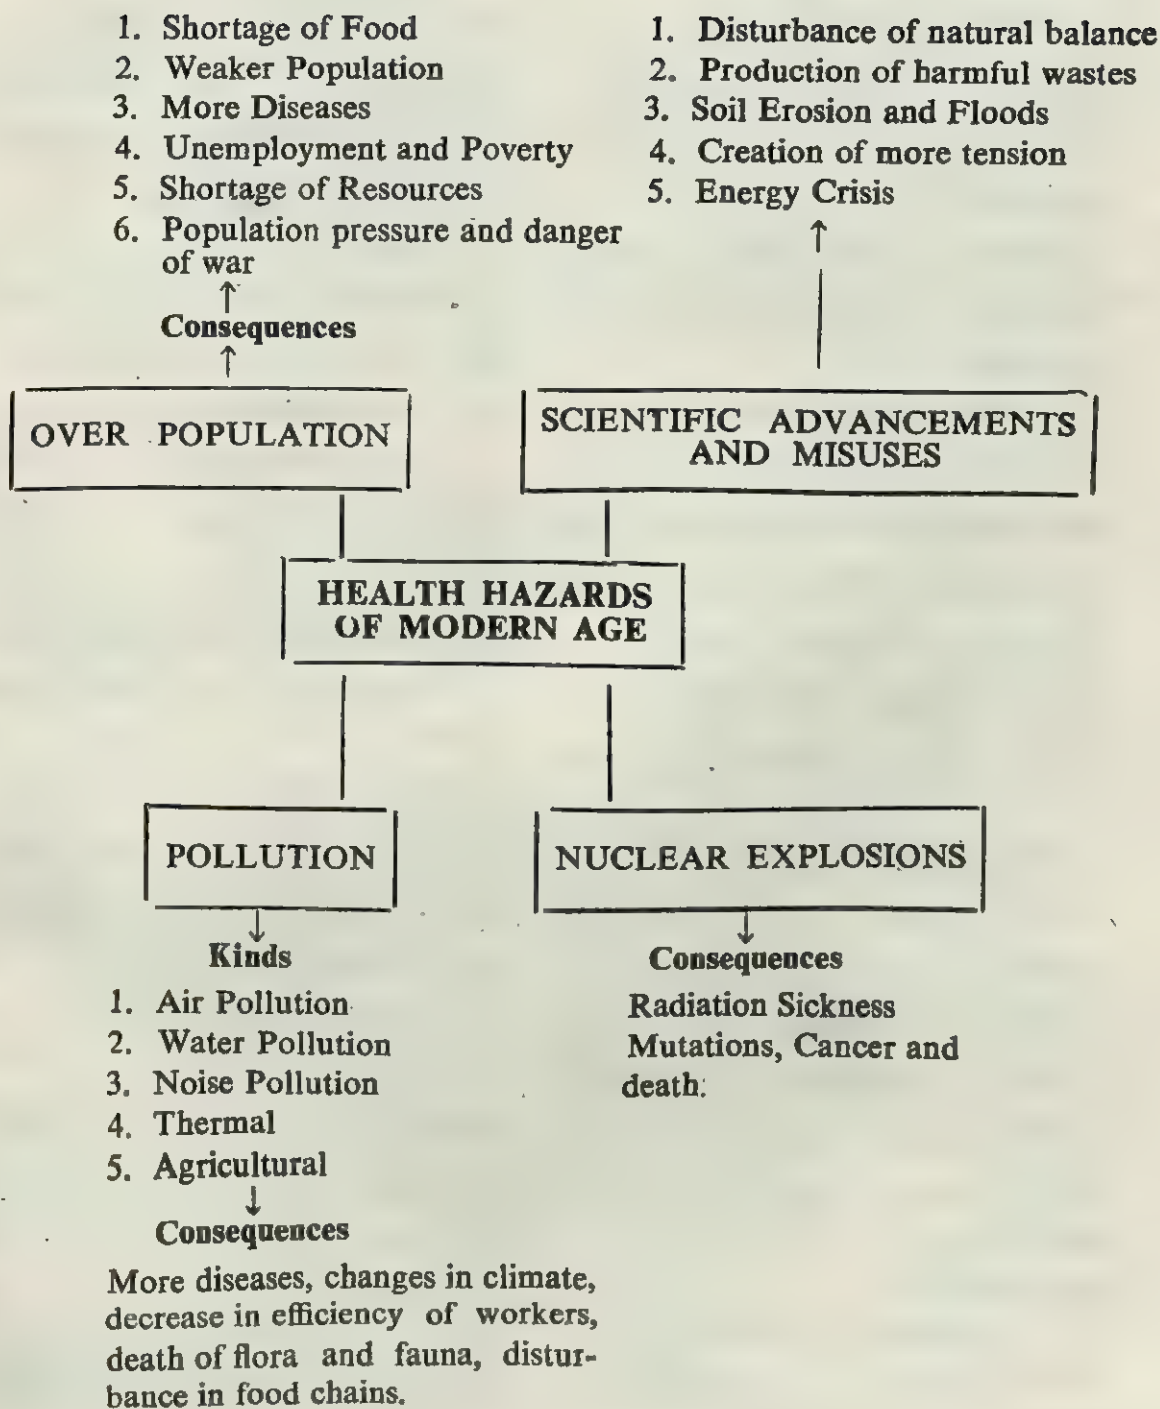 1. Shortage of Food
2. Weaker Population
3. More Diseases
4. Unemployment and Poverty
5. Shortage of Resources
6. Population pressure and danger
of war
Consequences
OVER POPULATION
1. Disturbance of natural balance
2. Production of harmful wastes
3. Soil Erosion and Floods
4. Creation of more tension
5. Energy Crisis
SCIENTIFIC ADVANCEMENTS
AND MISUSES
HEALTH HAZARDS
OF MODERN AGE
POLLUTION
Kinds
1. Air Pollution
2. Water Pollution
3. Noise Pollution
4. Thermal
5. Agricultural
Consequences
More diseases, changes in climate,
decrease in efficiency of workers,
death of flora and fauna, distur-
bance in food chains.
NUCLEAR EXPLOSIONS
Consequences
Radiation Sickness
Mutations, Cancer and
death.